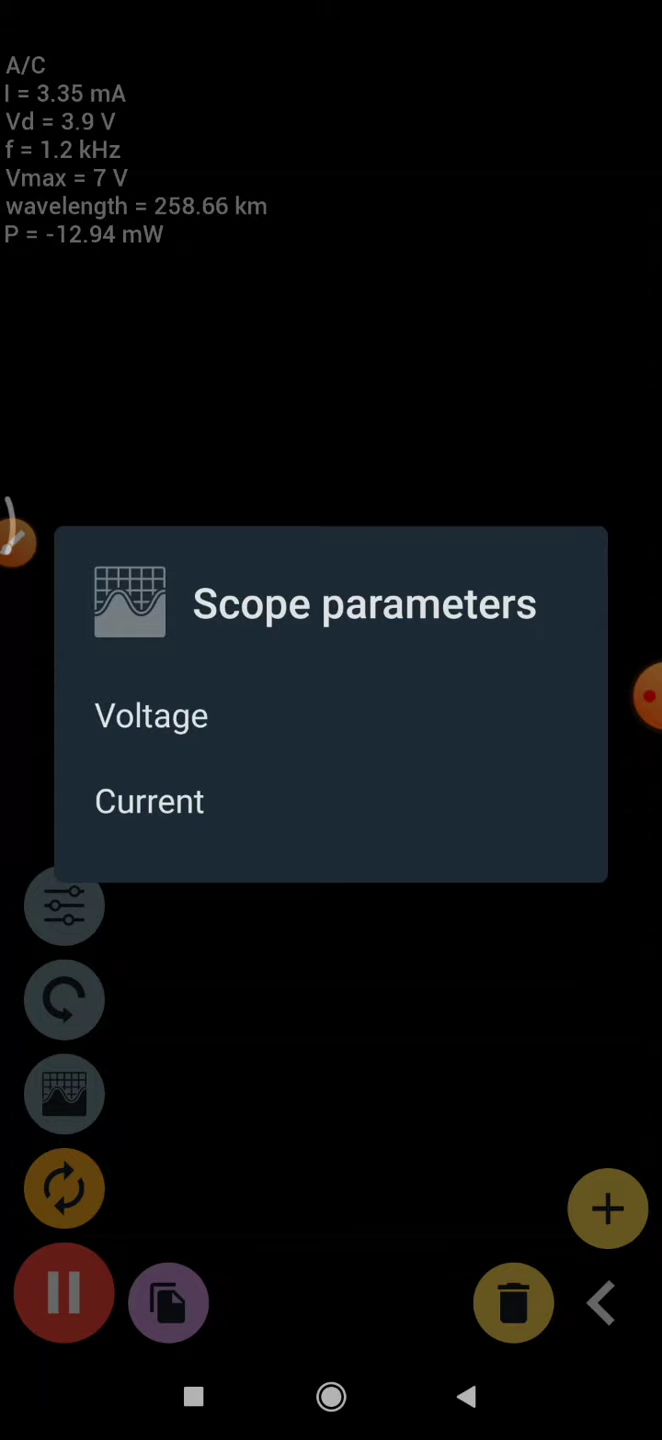 A/C
I = 3.35 mA
Vd = 3.9 V
f = 1.2 kHz
Vmax = 7 V
wavelength = 258.66 km
P = -12.94 mW
Scope parameters
Voltage
Current